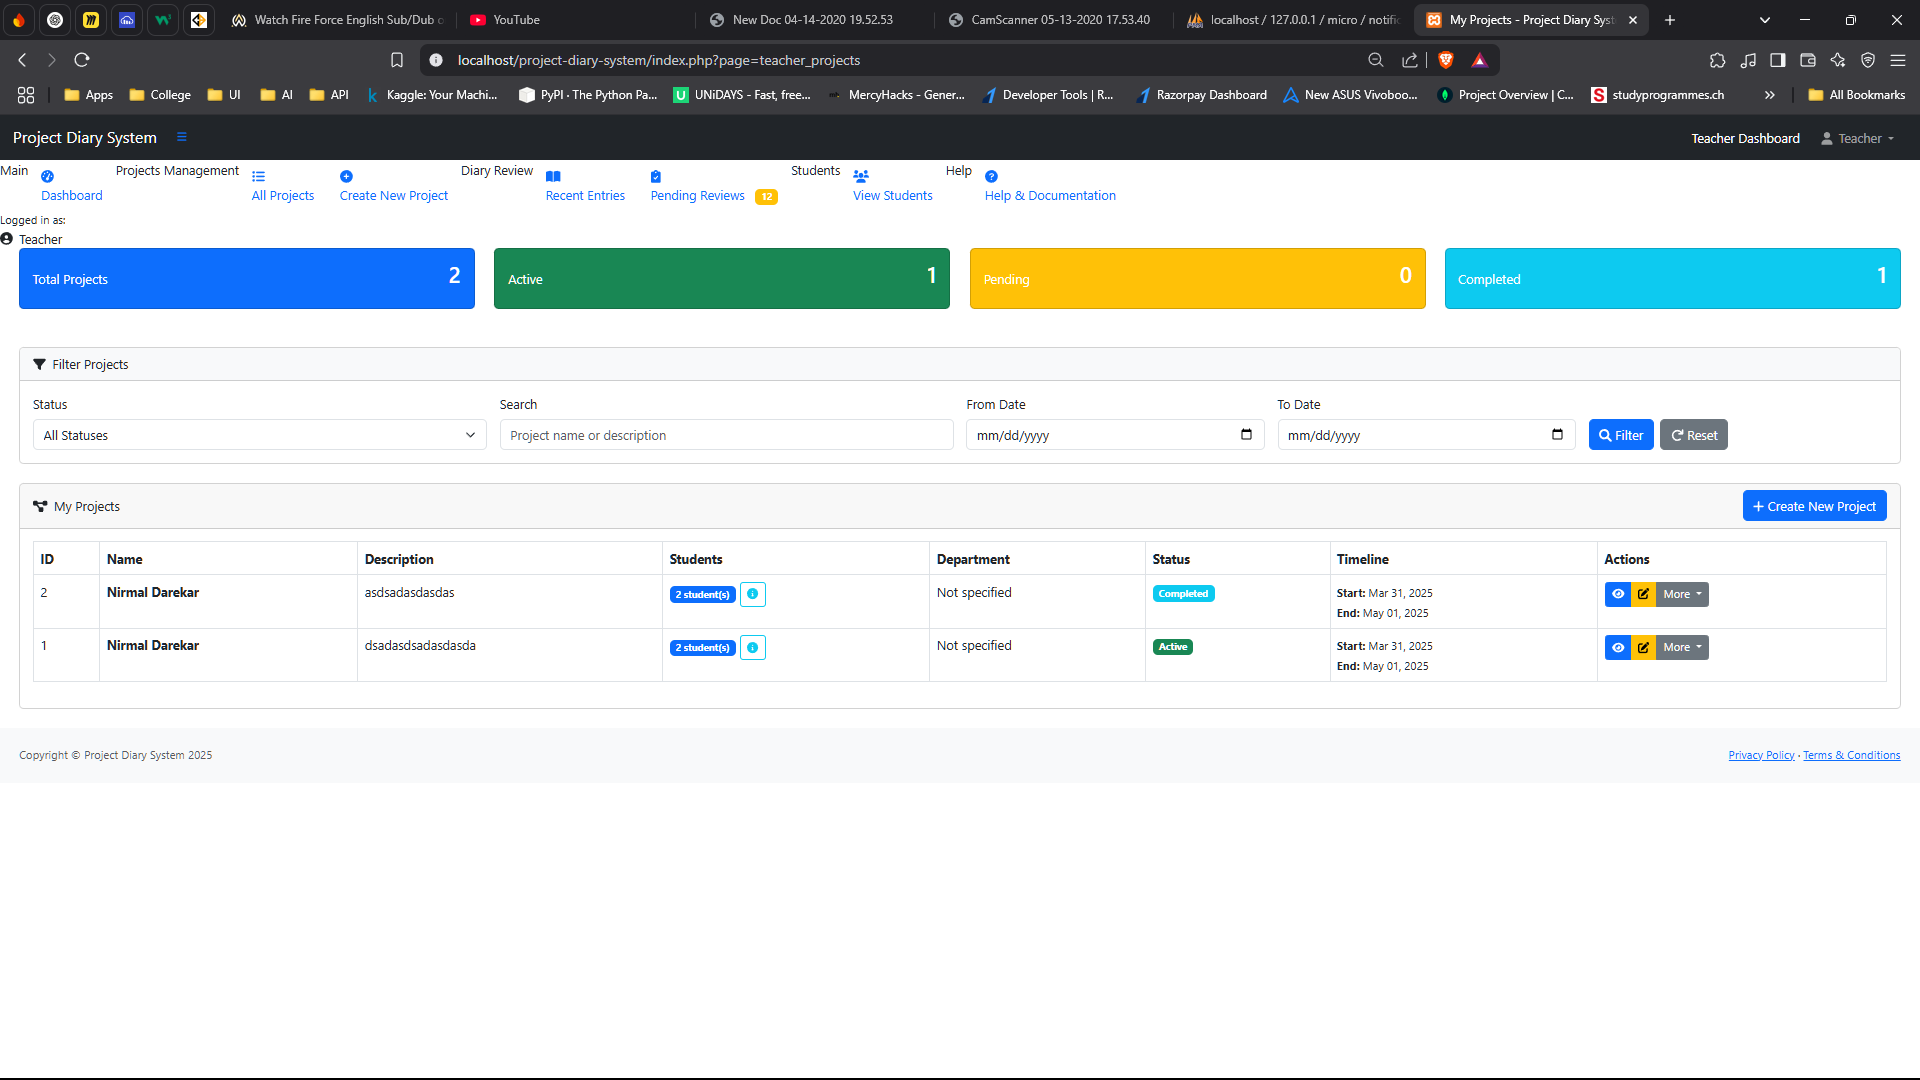 Watch Fire Force English Sub/Dub o
YouTube
New Doc 04-14-2020 19.52.53
CamScanner 05-13-2020 17.53.40
localhost / 127.0.0.1 / micro / notific
My Projects - Project Diary Syst
localhost/project-diary-system/index.php?page=teacher_projects
Apps
College
UI
AI
API
Kaggle: Your Machi...
PyPI · The Python Pa...
UNiDAYS - Fast, free...
MercyHacks - Gener...
Developer Tools | R...
Razorpay Dashboard
New ASUS Vivoboo...
Project Overview | C...
studyprogrammes.ch
All Bookmarks
Project Diary System
Teacher Dashboard
Teacher
Main
Dashboard
Projects Management
All Projects
Create New Project
Diary Review
Recent Entries
Pending Reviews 12
Students
View Students
Help
Help & Documentation
Logged in as:
Teacher
Total Projects 2
Active 1
Pending 0
Completed 1
Filter Projects
Status Search From Date To Date
All Statuses Project name or description mm/dd/yyyy mm/dd/yyyy Filter Reset
My Projects Create New Project
ID Name Description Students Department Status Timeline Actions
2 Nirmal Darekar asdsadasdasdas 2 student(s) Not specified Completed Start: Mar 31, 2025 More
End: May 01, 2025
1 Nirmal Darekar dsadasdsadasdasda 2 student(s) Not specified Active Start: Mar 31, 2025 More
End: May 01, 2025
Copyright © Project Diary System 2025
Privacy Policy · Terms & Conditions